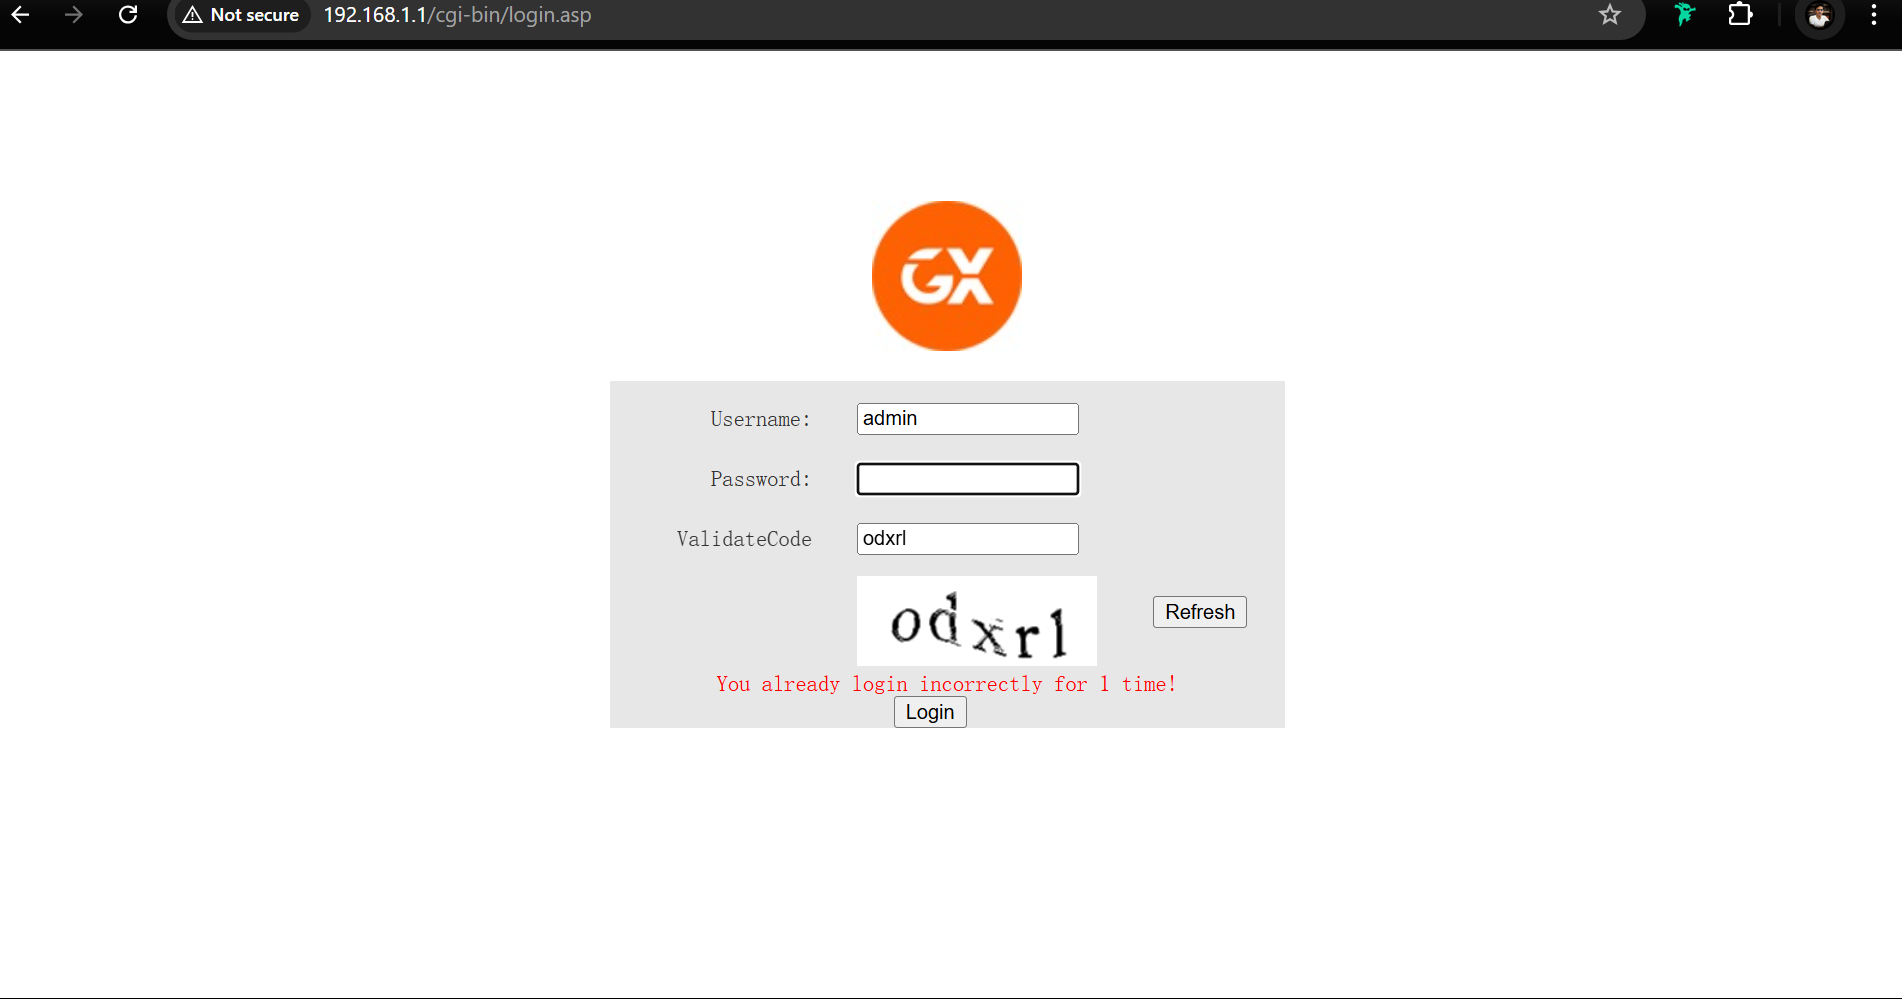 Not secure 192.168.1.1/cgi-bin/login.asp
GX
Username: admin
Password:
ValidateCode odxrl
odxrl Refresh
You already login incorrectly for 1 time!
Login